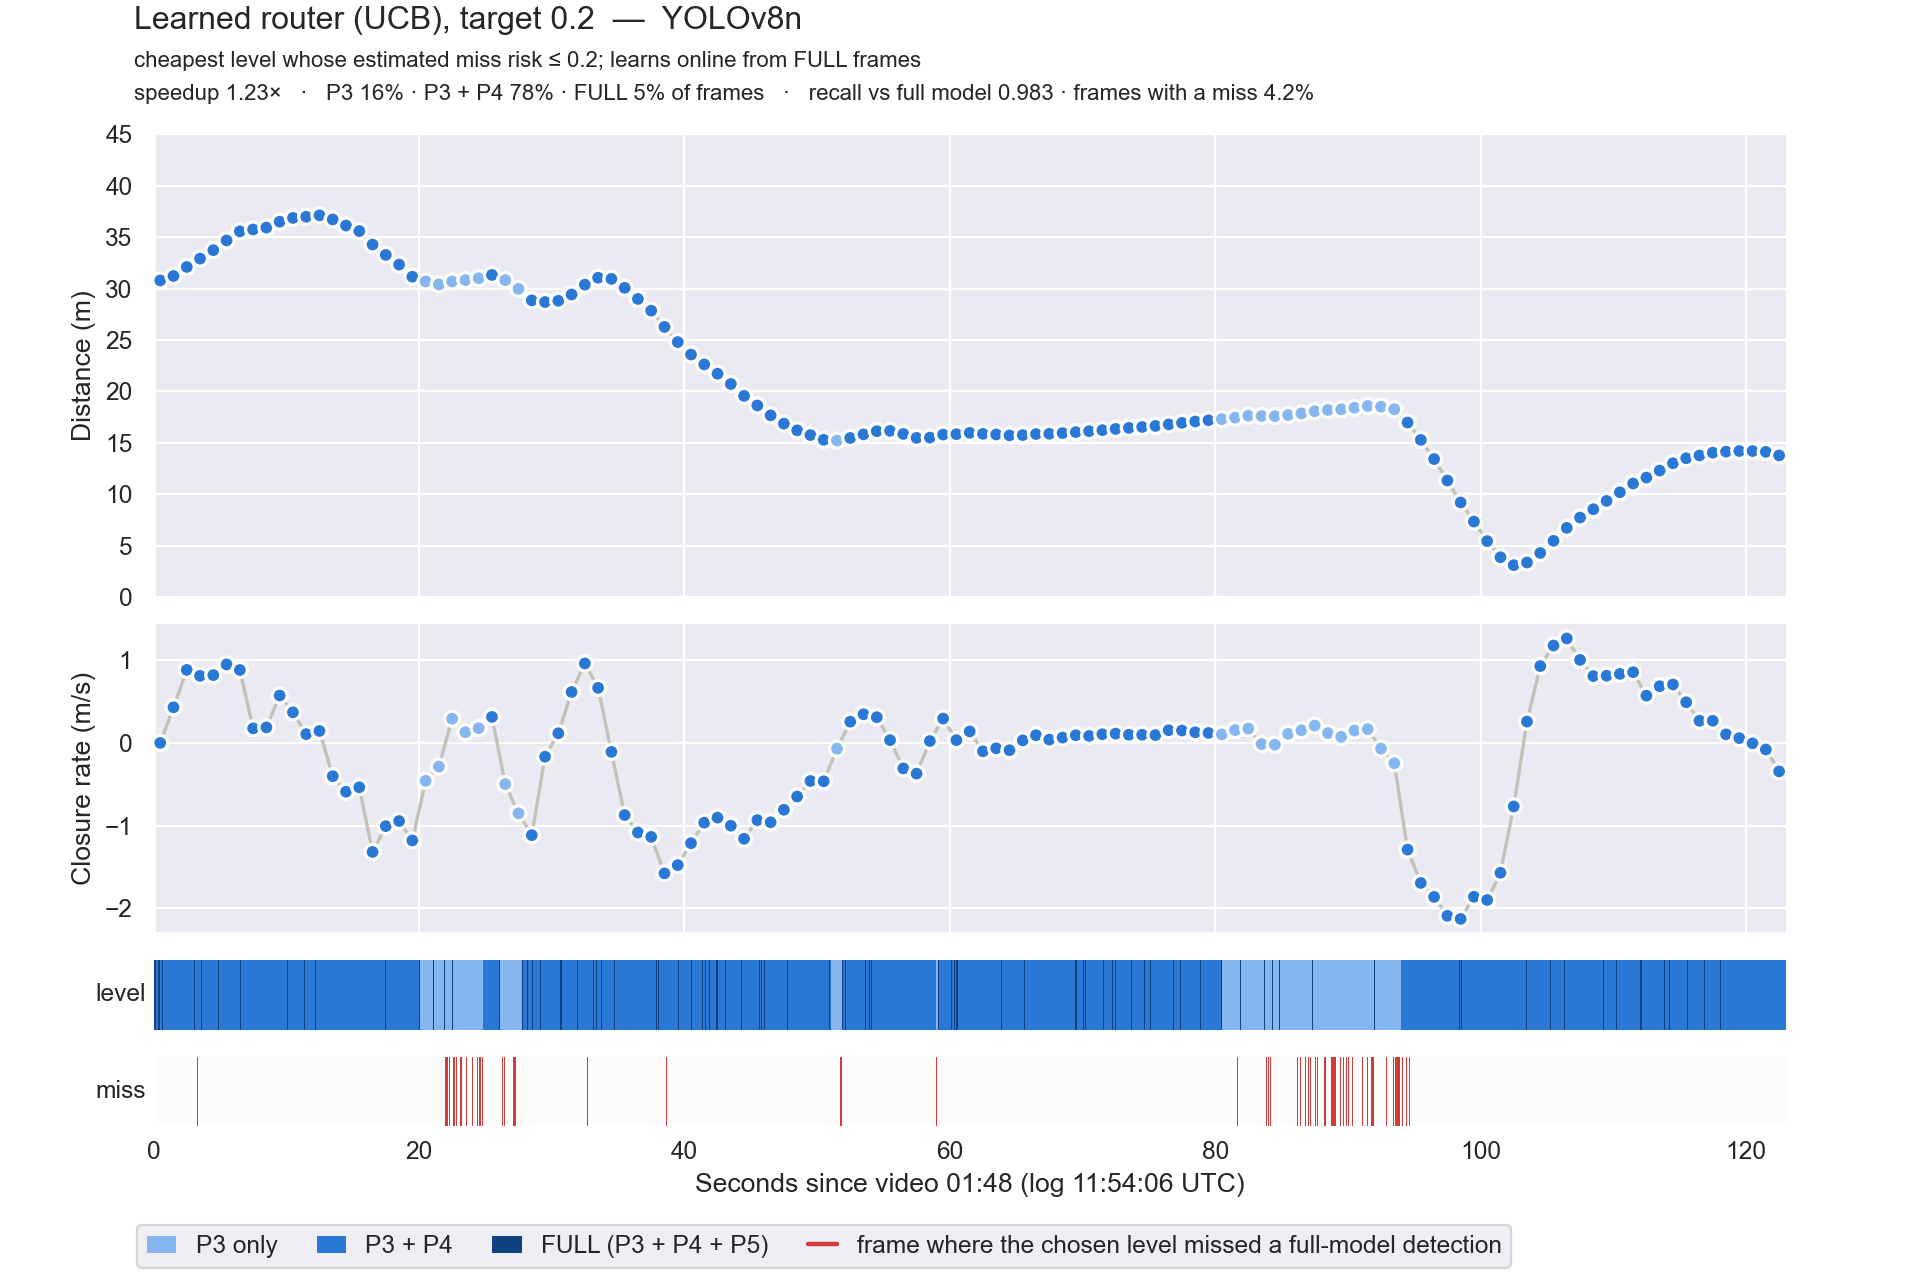 Learned router (UCB), target 0.2 — YOLOv8n
cheapest level whose estimated miss risk ≤ 0.2; learns online from FULL frames
speedup 1.23× · P3 16% · P3 + P4 78% · FULL 5% of frames · recall vs full model 0.983 · frames with a miss 4.2%
45
40
35
30
25
20
15
10
5
0
Distance (m)
1
0
−1
−2
Closure rate (m/s)
level
miss
0 20 40 60 80 100 120
Seconds since video 01:48 (log 11:54:06 UTC)
P3 only P3 + P4 FULL (P3 + P4 + P5) frame where the chosen level missed a full-model detection